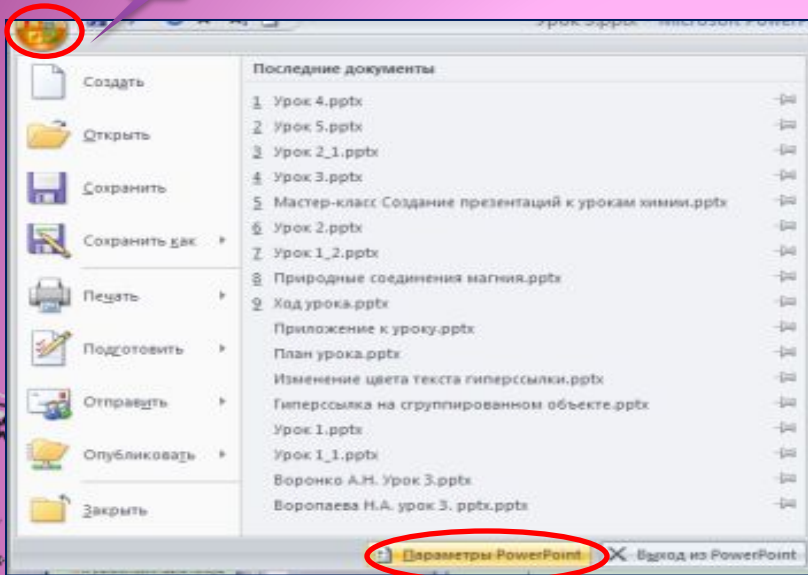 Урок 5.pptx - Microsoft PowerP
Создать
Открыть
Сохранить
Сохранить как
Печать
Подготовить
Отправить
Опубликовать
Закрыть
Последние документы
1 Урок 4.pptx
2 Урок 5.pptx
3 Урок 2_1.pptx
4 Урок 3.pptx
5 Мастер-класс Создание презентаций к урокам химии.pptx
6 Урок 2.pptx
7 Урок 1_2.pptx
8 Природные соединения магния.pptx
9 Ход урока.pptx
Приложение к уроку.pptx
План урока.pptx
Изменение цвета текста гиперссылки.pptx
Гиперссылка на сгруппированном объекте.pptx
Урок 1.pptx
Урок 1_1.pptx
Воронко А.Н. Урок 3.pptx
Воропаева Н.А. урок 3. pptx.pptx
Параметры PowerPoint
Выход из PowerPoint